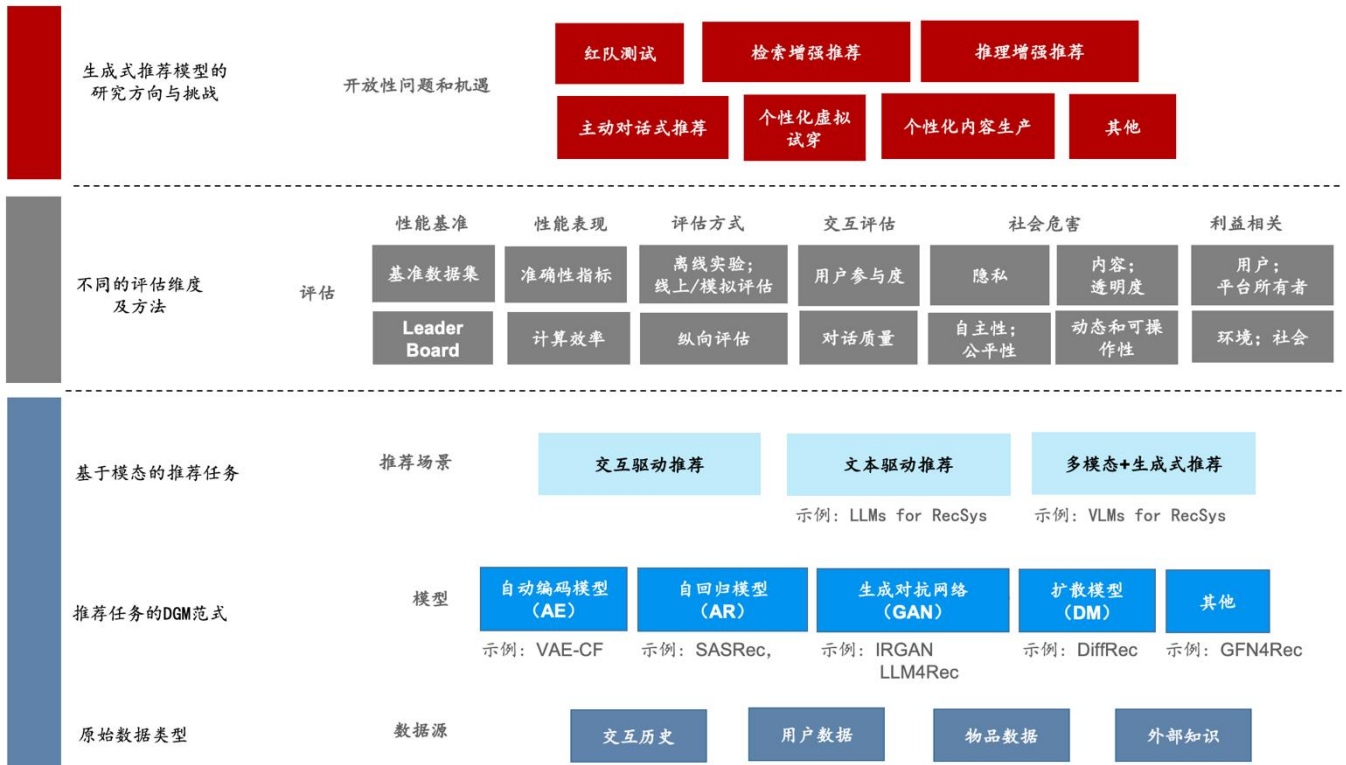 生成式推荐模型的
研究方向与挑战
开放性问题和机遇
红队测试
检索增强推荐
推理增强推荐
主动对话式推荐
个性化虚拟
试穿
个性化内容生产
其他
不同的评估维度
及方法
评估
性能基准
性能表现
评估方式
交互评估
社会危害
利益相关
基准数据集
准确性指标
离线实验;
线上/模拟评估
用户参与度
隐私
内容;
透明度
用户;
平台所有者
Leader
Board
计算效率
纵向评估
对话质量
自主性;
公平性
动态和可操
作性
环境; 社会
基于模态的推荐任务
推荐场景
交互驱动推荐
文本驱动推荐
多模态+生成式推荐
示例: LLMs for RecSys
示例: VLMs for RecSys
推荐任务的DGM范式
模型
自动编码模型
（AE）
自回归模型
（AR）
生成对抗网络
（GAN）
扩散模型
（DM）
其他
示例: VAE-CF
示例: SASRec,
示例: IRGAN
LLM4Rec
示例: DiffRec
示例: GFN4Rec
原始数据类型
数据源
交互历史
用户数据
物品数据
外部知识